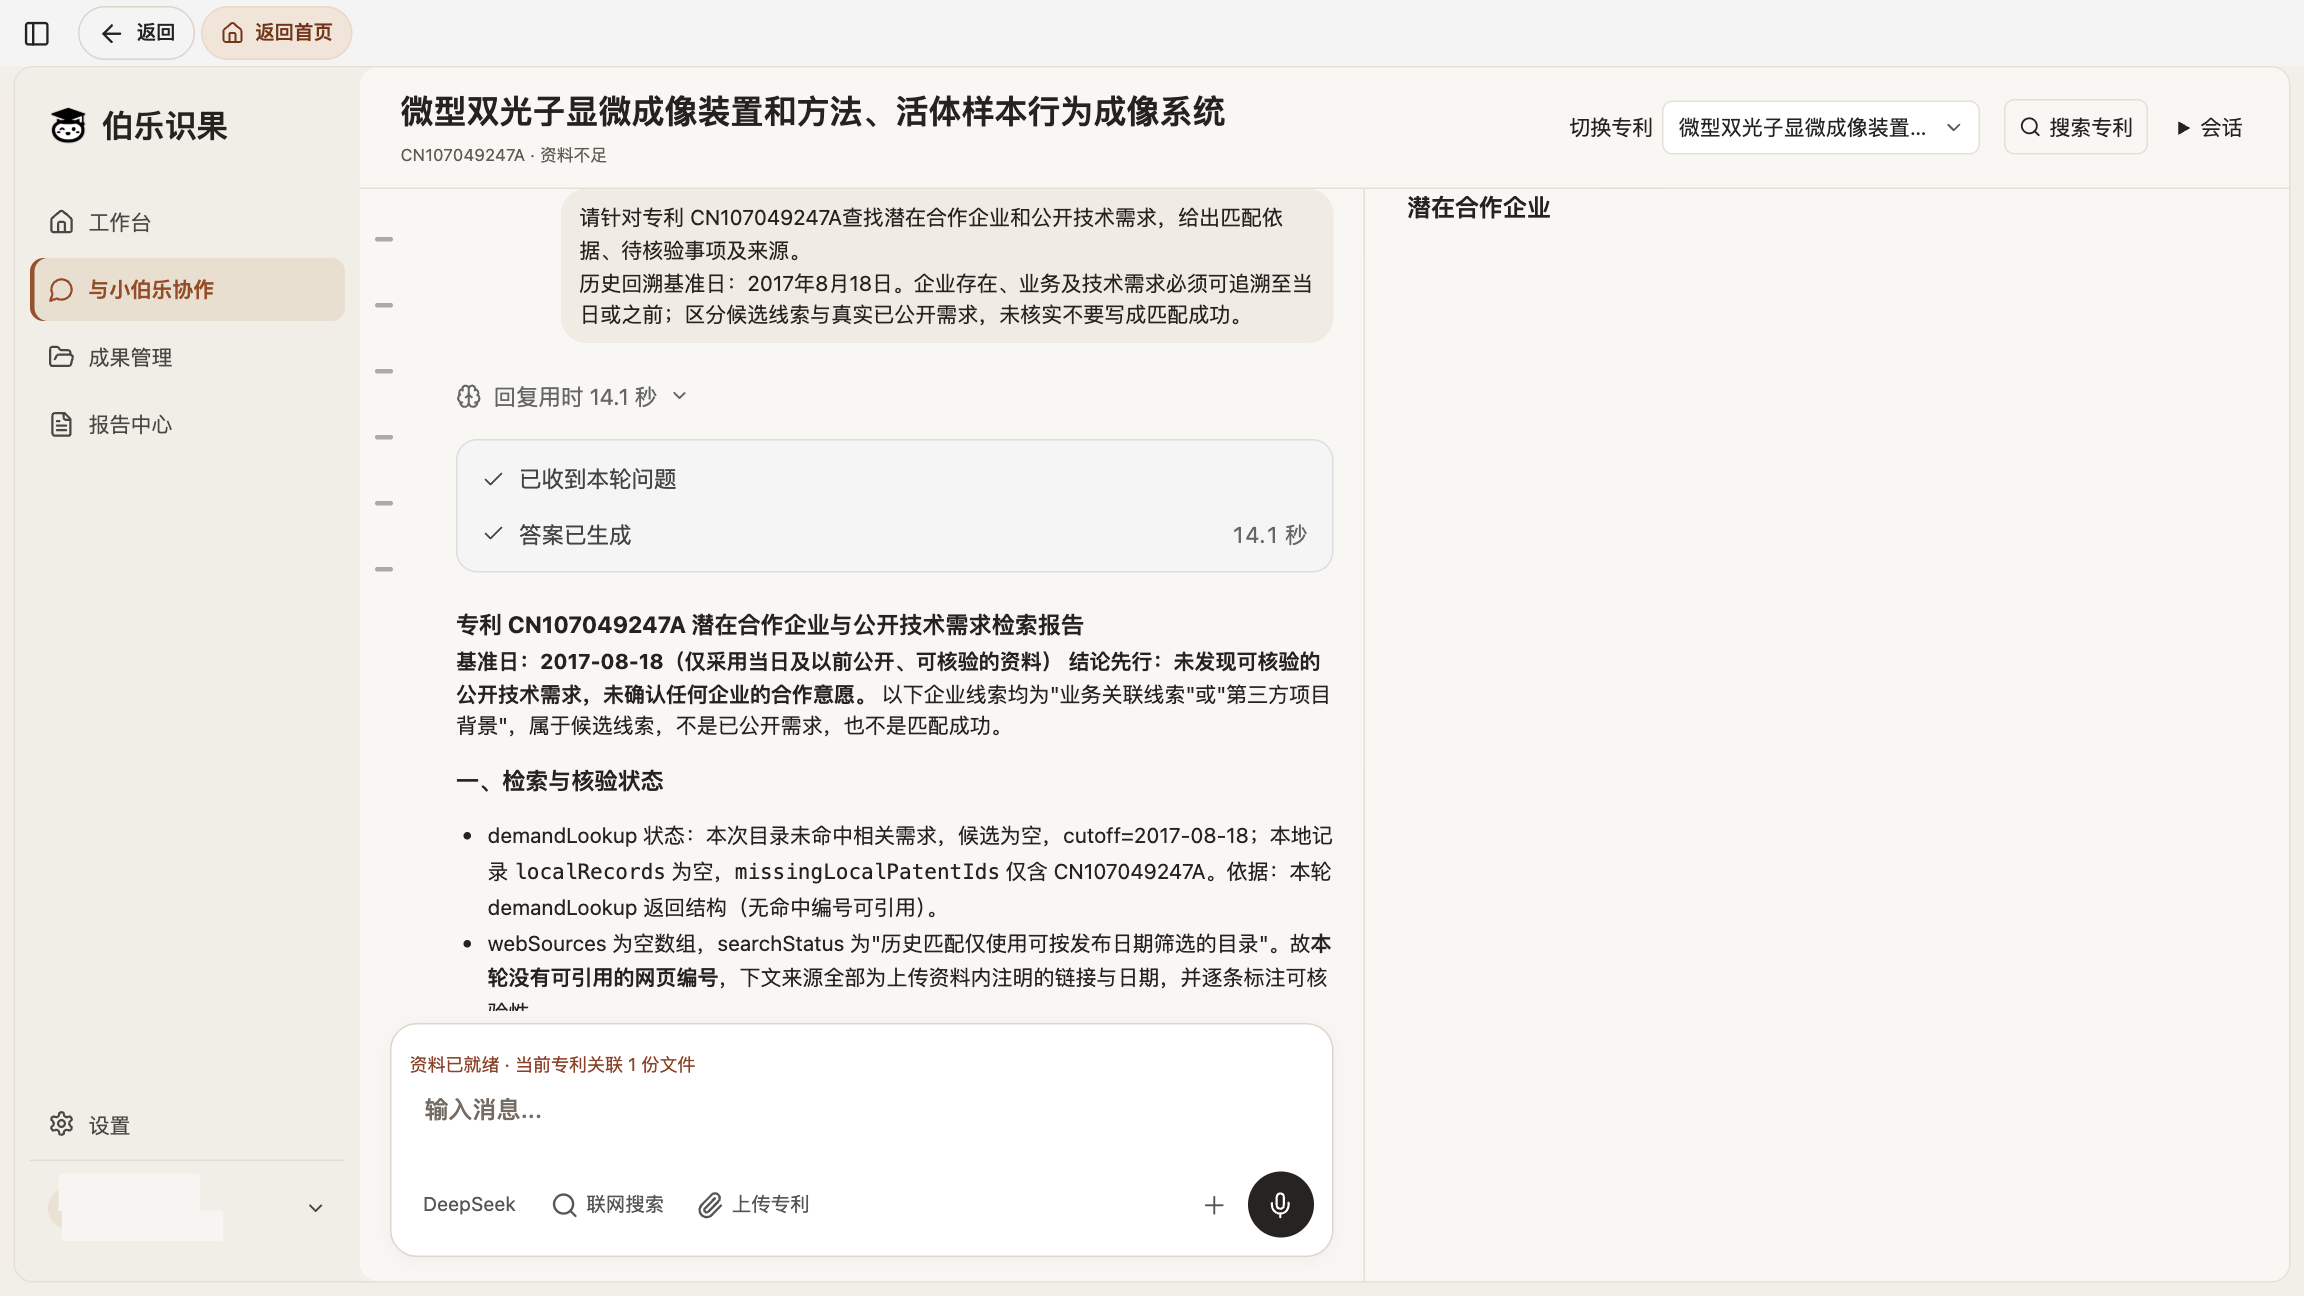 返回
返回首页
伯乐识果
工作台
与小伯乐协作
成果管理
报告中心
设置
微型双光子显微成像装置和方法、活体样本行为成像系统
CN107049247A · 资料不足
切换专利
微型双光子显微成像装置...
搜索专利
会话
请针对专利 CN107049247A查找潜在合作企业和公开技术需求，给出匹配依
据、待核验事项及来源。
历史回溯基准日：2017年8月18日。企业存在、业务及技术需求必须可追溯至当
日或之前；区分候选线索与真实已公开需求，未核实不要写成匹配成功。
回复用时 14.1 秒
已收到本轮问题
答案已生成
14.1 秒
专利 CN107049247A 潜在合作企业与公开技术需求检索报告
基准日：2017-08-18（仅采用当日及以前公开、可核验的资料） 结论先行：未发现可核验的
公开技术需求，未确认任何企业的合作意愿。 以下企业线索均为"业务关联线索"或"第三方项目
背景"，属于候选线索，不是已公开需求，也不是匹配成功。
一、检索与核验状态
• demandLookup 状态：本次目录未命中相关需求，候选为空，cutoff=2017-08-18；本地记
录 localRecords 为空，missingLocalPatentIds 仅含 CN107049247A。依据：本轮
demandLookup 返回结构（无命中编号可引用）。
• webSources 为空数组，searchStatus 为"历史匹配仅使用可按发布日期筛选的目录"。故本
轮没有可引用的网页编号，下文来源全部为上传资料内注明的链接与日期，并逐条标注可核
验性
资料已就绪 · 当前专利关联 1 份文件
输入消息...
DeepSeek
联网搜索
上传专利
潜在合作企业